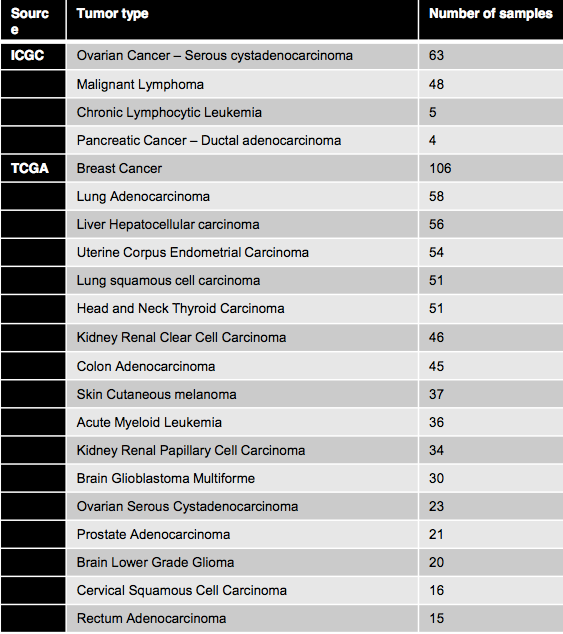 Sourc e Tumor type Number of samples
ICGC Ovarian Cancer – Serous cystadenocarcinoma 63
Malignant Lymphoma 48
Chronic Lymphocytic Leukemia 5
Pancreatic Cancer – Ductal adenocarcinoma 4
TCGA Breast Cancer 106
Lung Adenocarcinoma 58
Liver Hepatocellular carcinoma 56
Uterine Corpus Endometrial Carcinoma 54
Lung squamous cell carcinoma 51
Head and Neck Thyroid Carcinoma 51
Kidney Renal Clear Cell Carcinoma 46
Colon Adenocarcinoma 45
Skin Cutaneous melanoma 37
Acute Myeloid Leukemia 36
Kidney Renal Papillary Cell Carcinoma 34
Brain Glioblastoma Multiforme 30
Ovarian Serous Cystadenocarcinoma 23
Prostate Adenocarcinoma 21
Brain Lower Grade Glioma 20
Cervical Squamous Cell Carcinoma 16
Rectum Adenocarcinoma 15